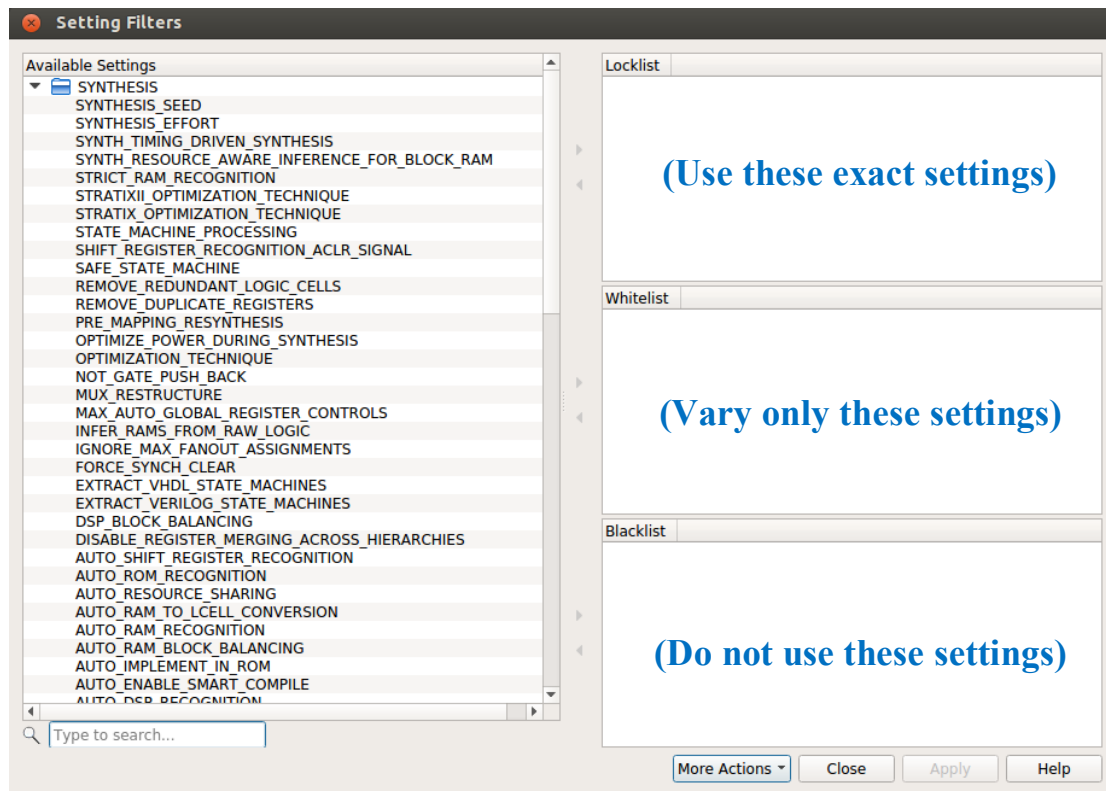 Setting Filters
Available Settings
SYNTHESIS
SYNTHESIS_SEED
SYNTHESIS_EFFORT
SYNTH_TIMING_DRIVEN_SYNTHESIS
SYNTH_RESOURCE_AWARE_INFERENCE_FOR_BLOCK_RAM
STRICT_RAM_RECOGNITION
STRATIXII_OPTIMIZATION_TECHNIQUE
STRATIX_OPTIMIZATION_TECHNIQUE
STATE_MACHINE_PROCESSING
SHIFT_REGISTER_RECOGNITION_ACLR_SIGNAL
SAFE_STATE_MACHINE
REMOVE_REDUNDANT_LOGIC_CELLS
REMOVE_DUPLICATE_REGISTERS
PRE_MAPPING_RESYNTHESIS
OPTIMIZE_POWER_DURING_SYNTHESIS
OPTIMIZATION_TECHNIQUE
NOT_GATE_PUSH_BACK
MUX_RESTRUCTURE
MAX_AUTO_GLOBAL_REGISTER_CONTROLS
INFER_RAMS_FROM_RAW_LOGIC
IGNORE_MAX_FANOUT_ASSIGNMENTS
FORCE_SYNCH_CLEAR
EXTRACT_VHDL_STATE_MACHINES
EXTRACT_VERILOG_STATE_MACHINES
DSP_BLOCK_BALANCING
DISABLE_REGISTER_MERGING_ACROSS_HIERARCHIES
AUTO_SHIFT_REGISTER_RECOGNITION
AUTO_ROM_RECOGNITION
AUTO_RESOURCE_SHARING
AUTO_RAM_TO_LCELL_CONVERSION
AUTO_RAM_RECOGNITION
AUTO_RAM_BLOCK_BALANCING
AUTO_IMPLEMENT_IN_ROM
AUTO_ENABLE_SMART_COMPILE
AUTO_DSP_RECOGNITION
Type to search...
Locklist
(Use these exact settings)
Whitelist
(Vary only these settings)
Blacklist
(Do not use these settings)
More Actions
Close
Apply
Help